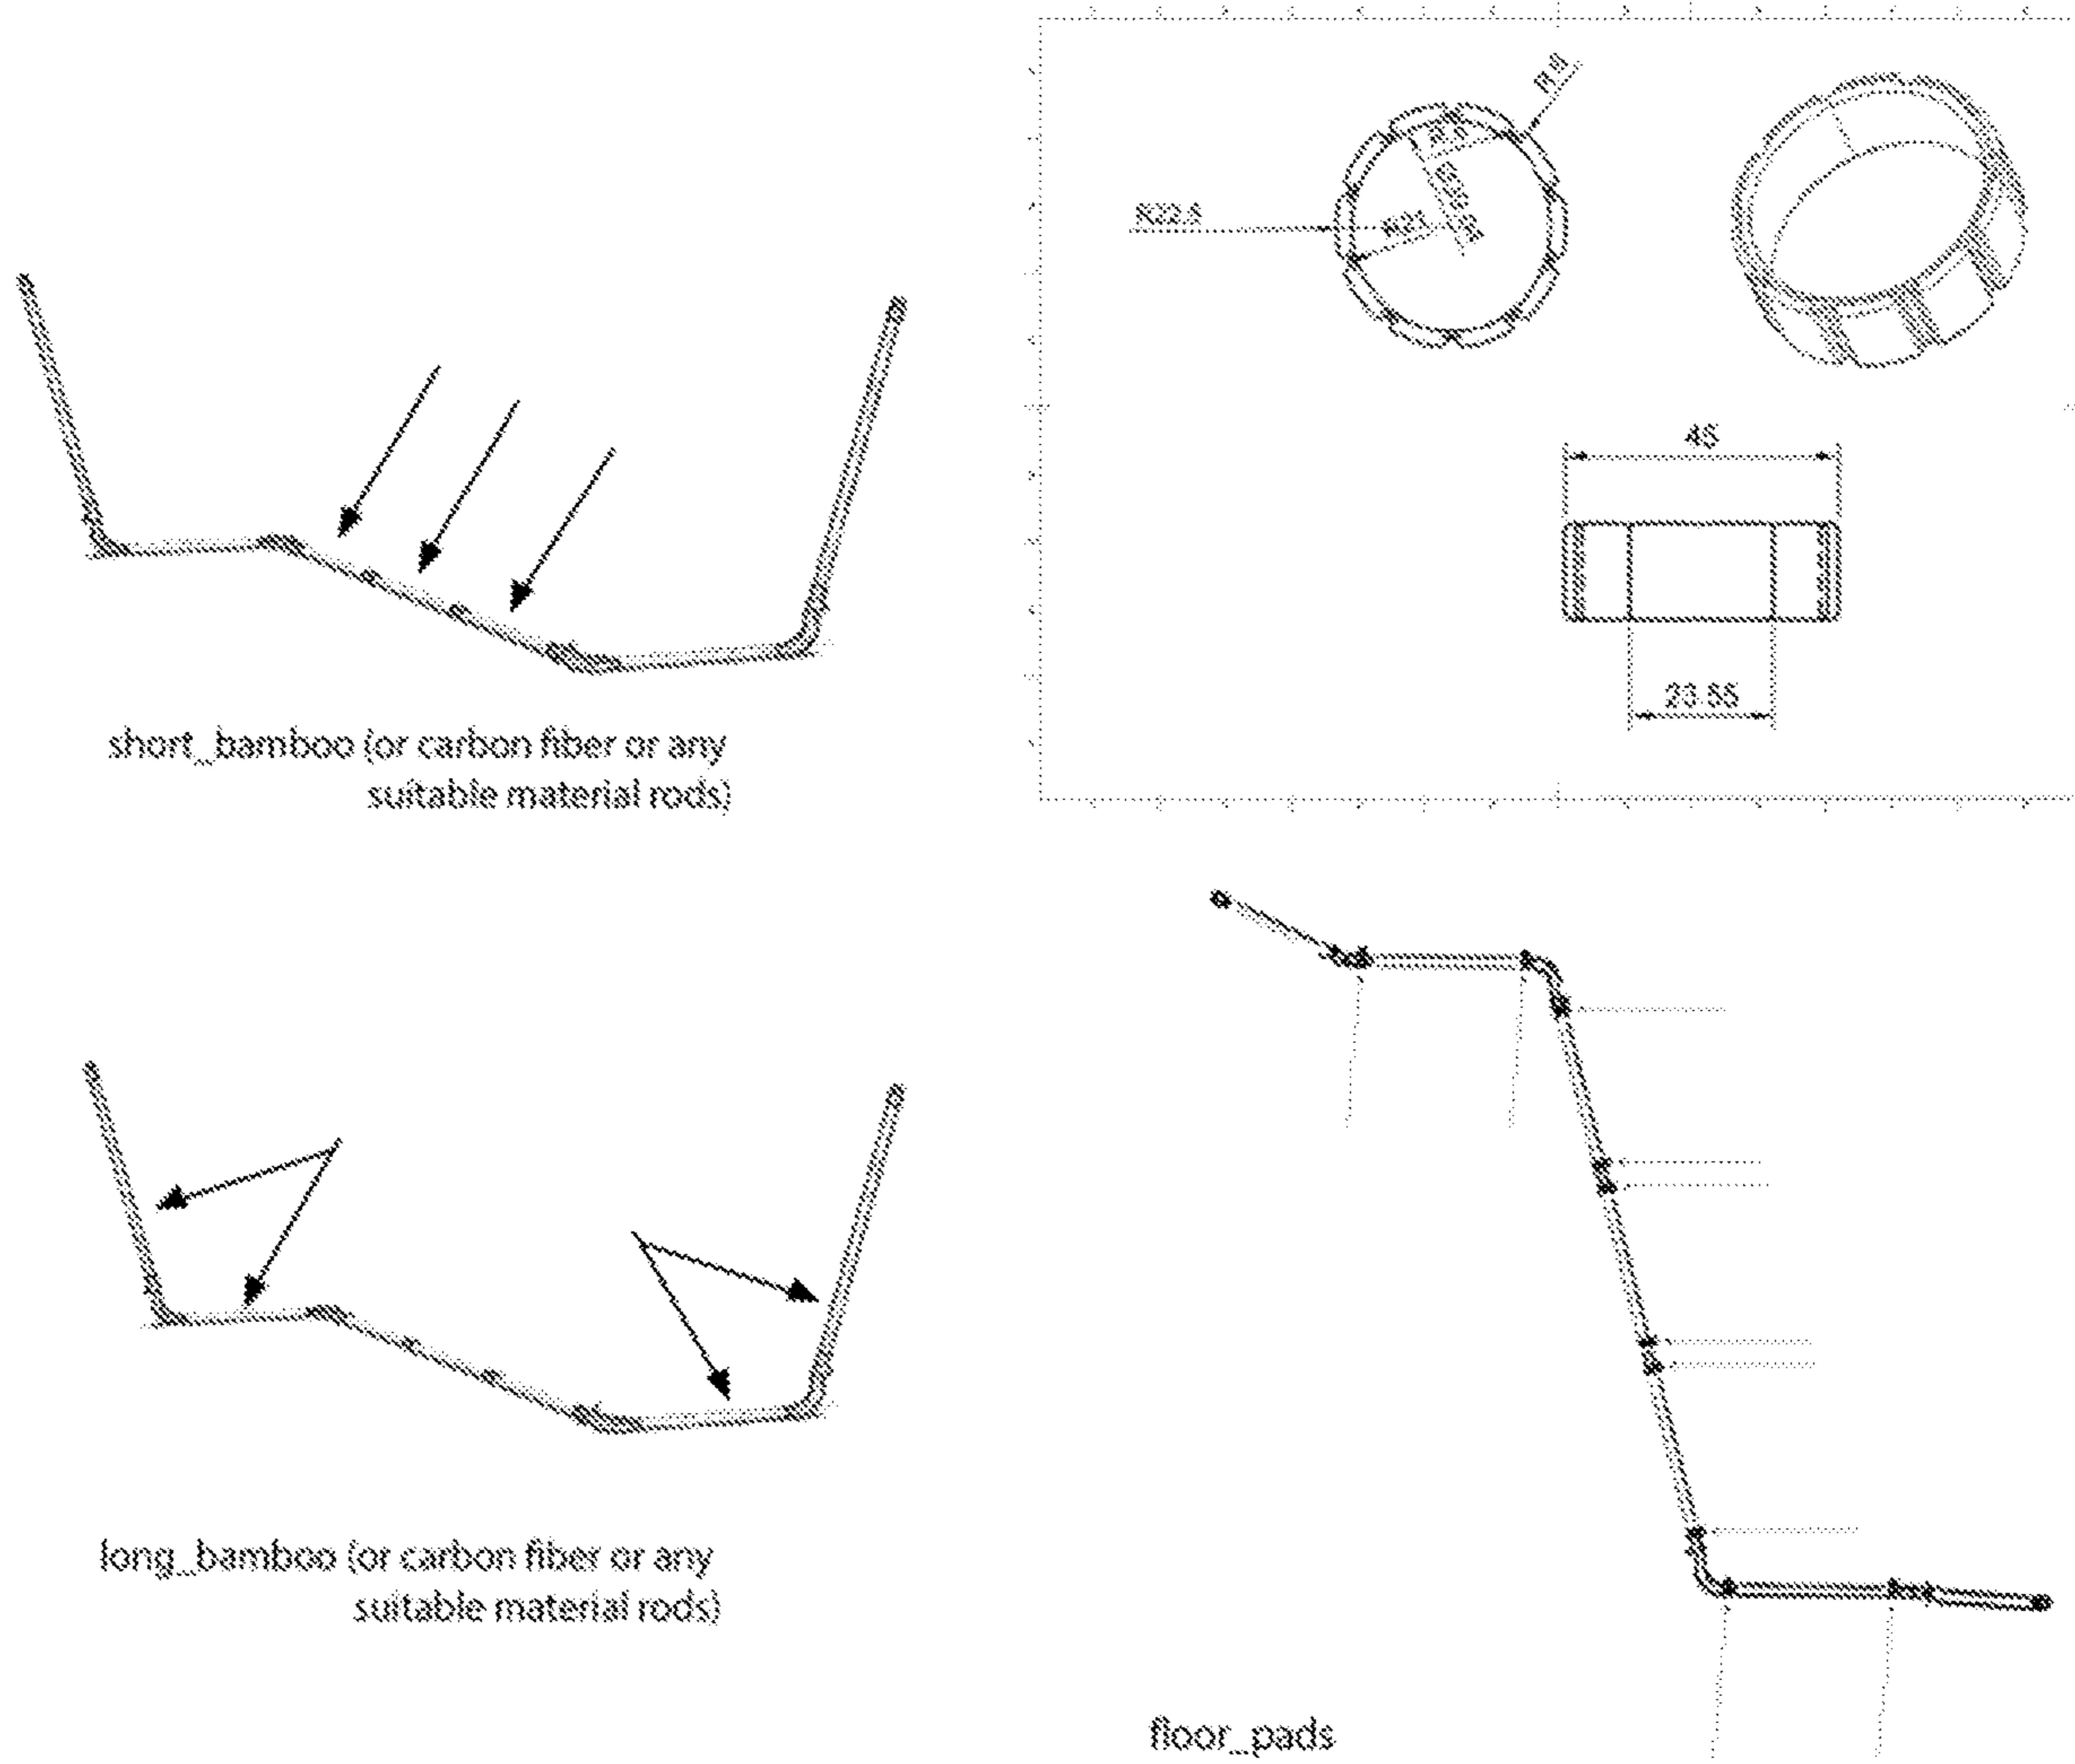 R22.5
R21
45
23.55
short_bamboo (or carbon fiber or any
suitable material rods)
long_bamboo (or carbon fiber or any
suitable material rods)
floor_pads